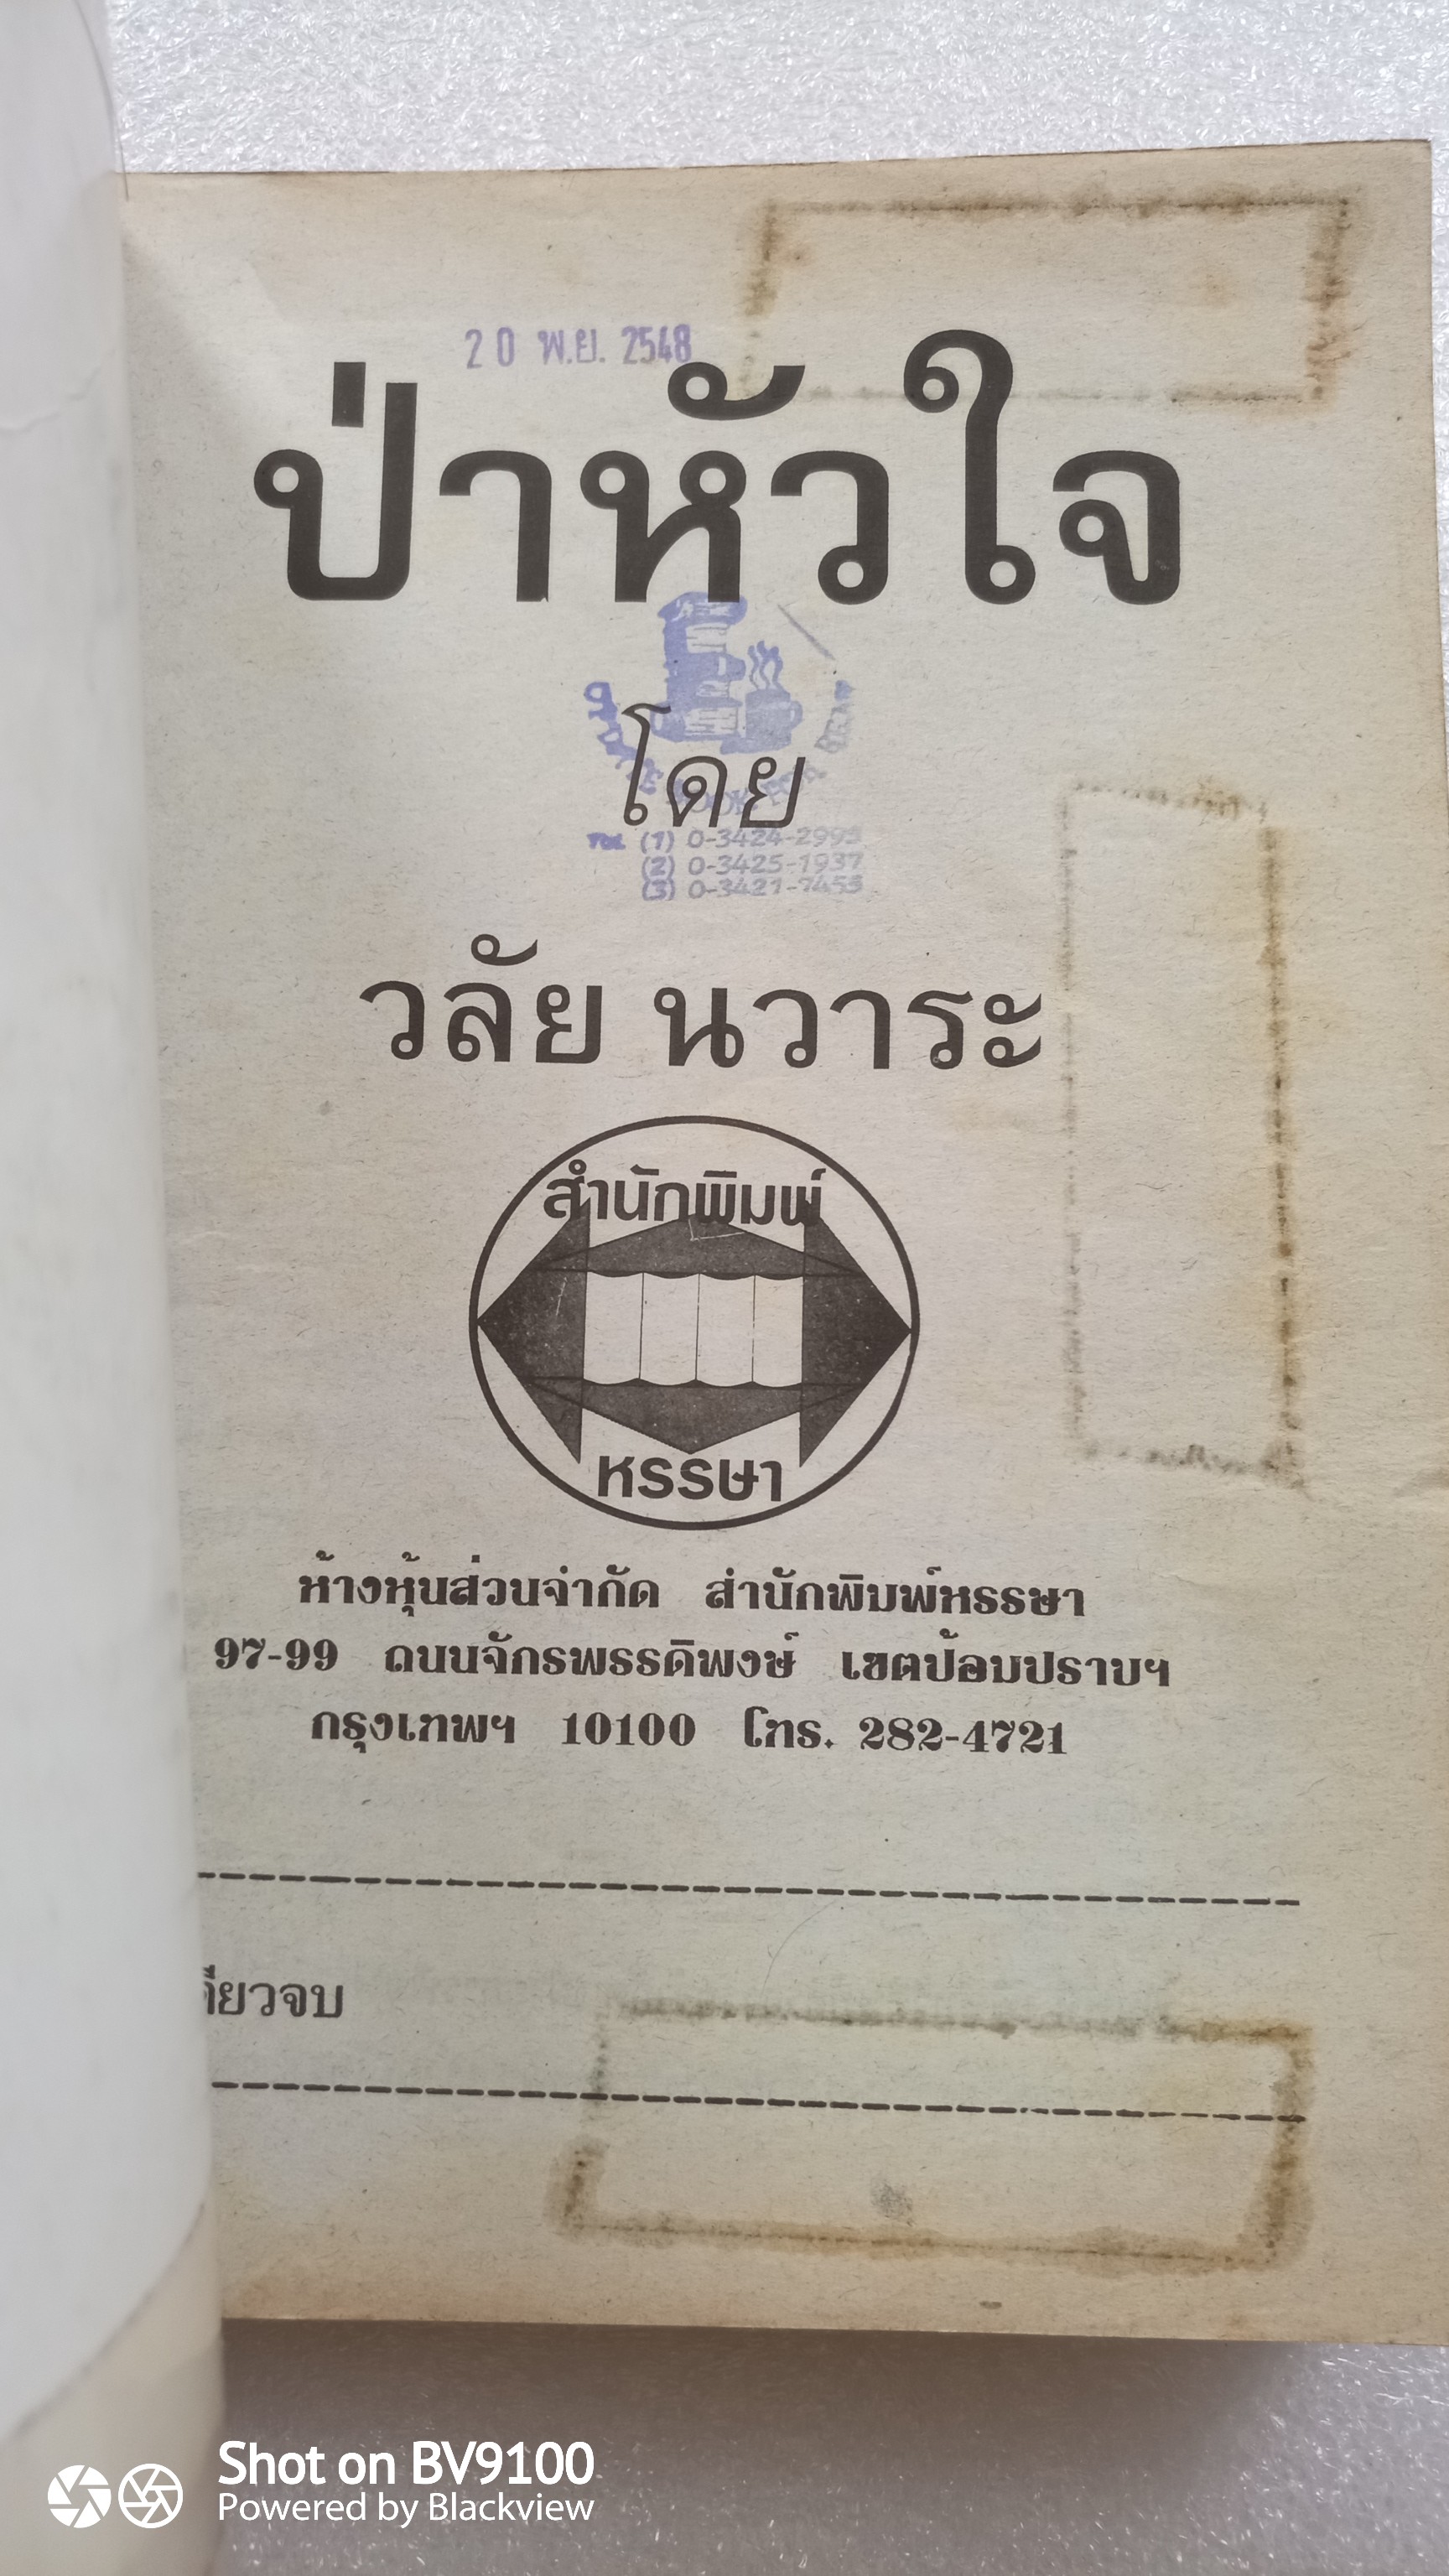 20 พ.ย. 2548
ป่าหัวใจ
โดย
BOOK FOR
TEL (1) 0-3424-2993
(2) 0-3425-1937
(3) 0-3421-7453
วลัย นวาระ
สำนักพิมพ์
หรรษา
ห้างหุ้นส่วนจำกัด สำนักพิมพ์หรรษา
97-99 ถนนจักรพรรดิพงษ์ เขตป้อมปราบฯ
กรุงเทพฯ 10100 โทร. 282-4721
ดียวจบ
Shot on BV9100
Powered by Blackview